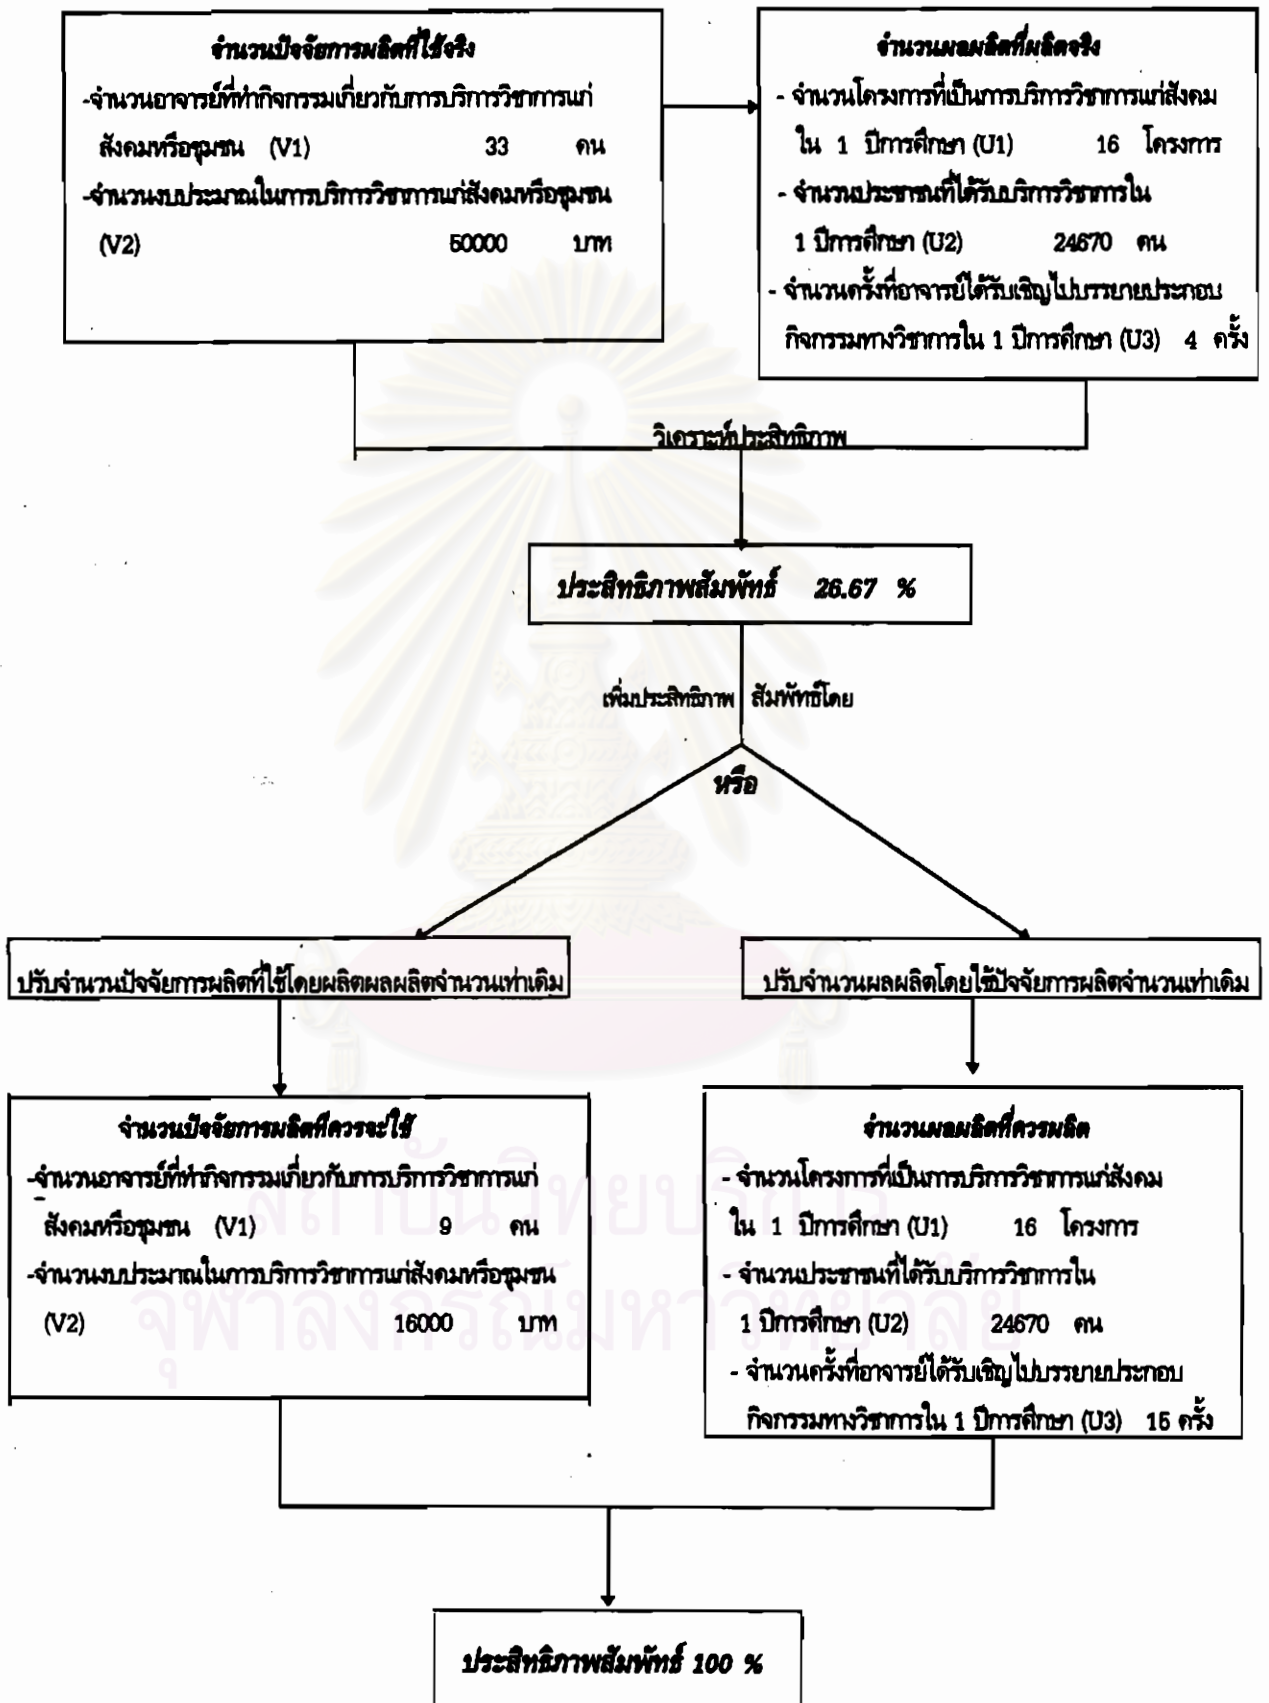 จำนวนปัจจัยการผลิตที่ใช้จริง
-จำนวนอาจารย์ที่ทำกิจกรรมเกี่ยวกับการบริการวิชาการแก่
สังคมหรือชุมชน (V1) 33 คน
-จำนวนงบประมาณในการบริการวิชาการแก่สังคมหรือชุมชน
(V2) 60000 บาท
จำนวนผลผลิตที่ผลิตจริง
- จำนวนโครงการที่เป็นการบริการวิชาการแก่สังคม
ใน 1 ปีการศึกษา (U1) 16 โครงการ
- จำนวนประชาชนที่ได้รับบริการวิชาการใน
1 ปีการศึกษา (U2) 24670 คน
- จำนวนครั้งที่อาจารย์ได้รับเชิญไปบรรยายประกอบ
กิจกรรมทางวิชาการใน 1 ปีการศึกษา (U3) 4 ครั้ง
วิเคราะห์ประสิทธิภาพ
ประสิทธิภาพสัมพัทธ์ 26.67 %
เพิ่มประสิทธิภาพ สัมพัทธ์โดย
หรือ
ปรับจำนวนปัจจัยการผลิตที่ใช้โดยผลิตผลผลิตจำนวนเท่าเดิม
ปรับจำนวนผลผลิตโดยใช้ปัจจัยการผลิตจำนวนเท่าเดิม
จำนวนปัจจัยการผลิตที่ควรจะใช้
-จำนวนอาจารย์ที่ทำกิจกรรมเกี่ยวกับการบริการวิชาการแก่
สังคมหรือชุมชน (V1) 9 คน
-จำนวนงบประมาณในการบริการวิชาการแก่สังคมหรือชุมชน
(V2) 16000 บาท
จำนวนผลผลิตที่ควรผลิต
- จำนวนโครงการที่เป็นการบริการวิชาการแก่สังคม
ใน 1 ปีการศึกษา (U1) 16 โครงการ
- จำนวนประชาชนที่ได้รับบริการวิชาการใน
1 ปีการศึกษา (U2) 24670 คน
- จำนวนครั้งที่อาจารย์ได้รับเชิญไปบรรยายประกอบ
กิจกรรมทางวิชาการใน 1 ปีการศึกษา (U3) 15 ครั้ง
สถาบันวิทยบริการ
จุฬาลงกรณ์มหาวิทยาลัย
ประสิทธิภาพสัมพัทธ์ 100 %